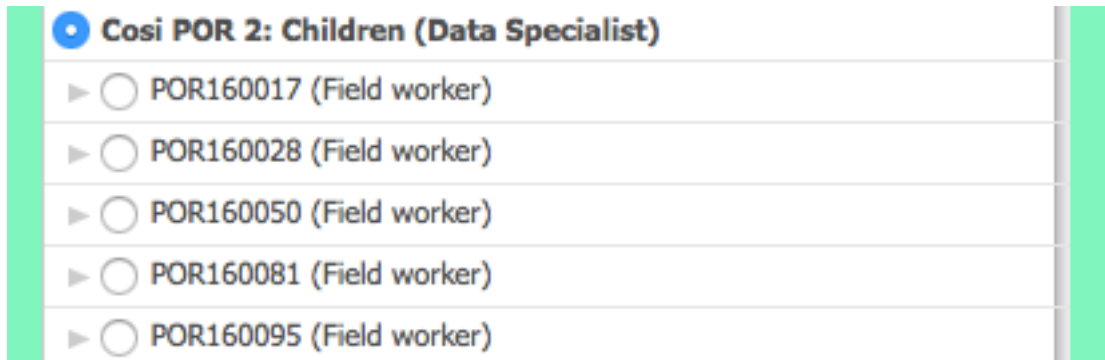 Cosi POR 2: Children (Data Specialist)
POR160017 (Field worker)
POR160028 (Field worker)
POR160050 (Field worker)
POR160081 (Field worker)
POR160095 (Field worker)